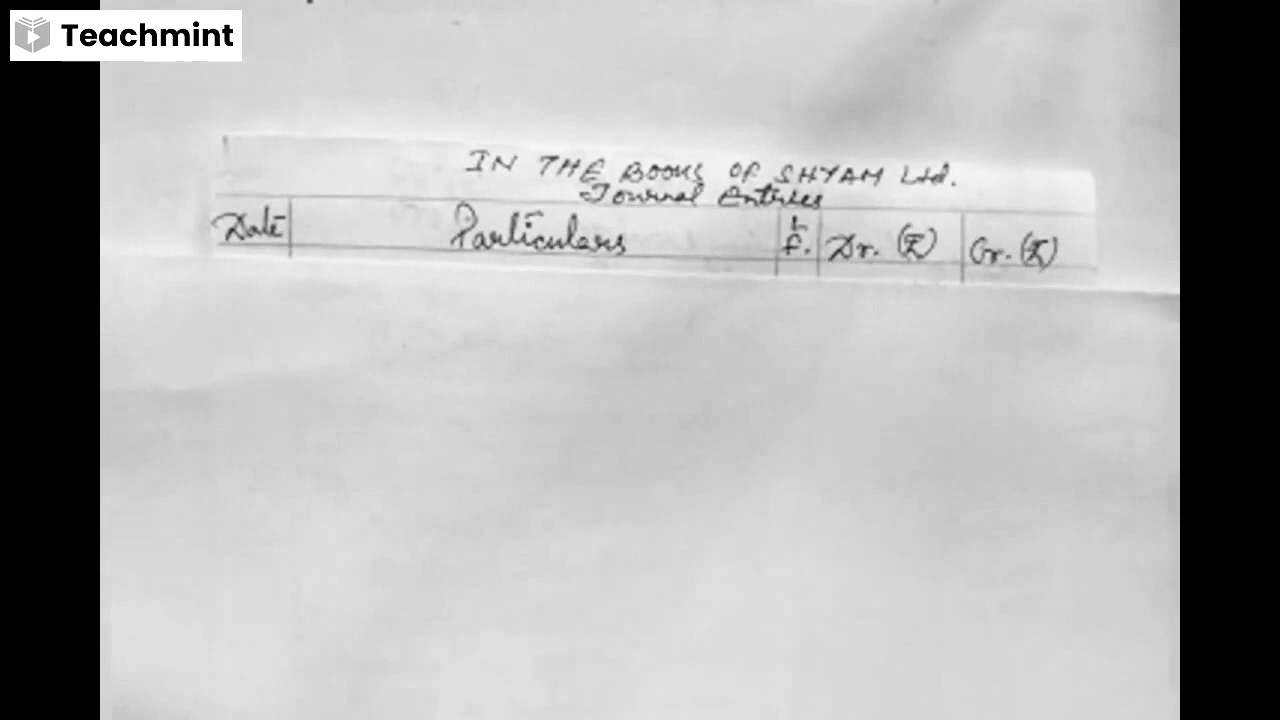 Teachmint
IN THE BOOKS OF SHYAM Ltd.
Journal Entries
Date Particulars L.F. Dr. (₹) Cr. (₹)